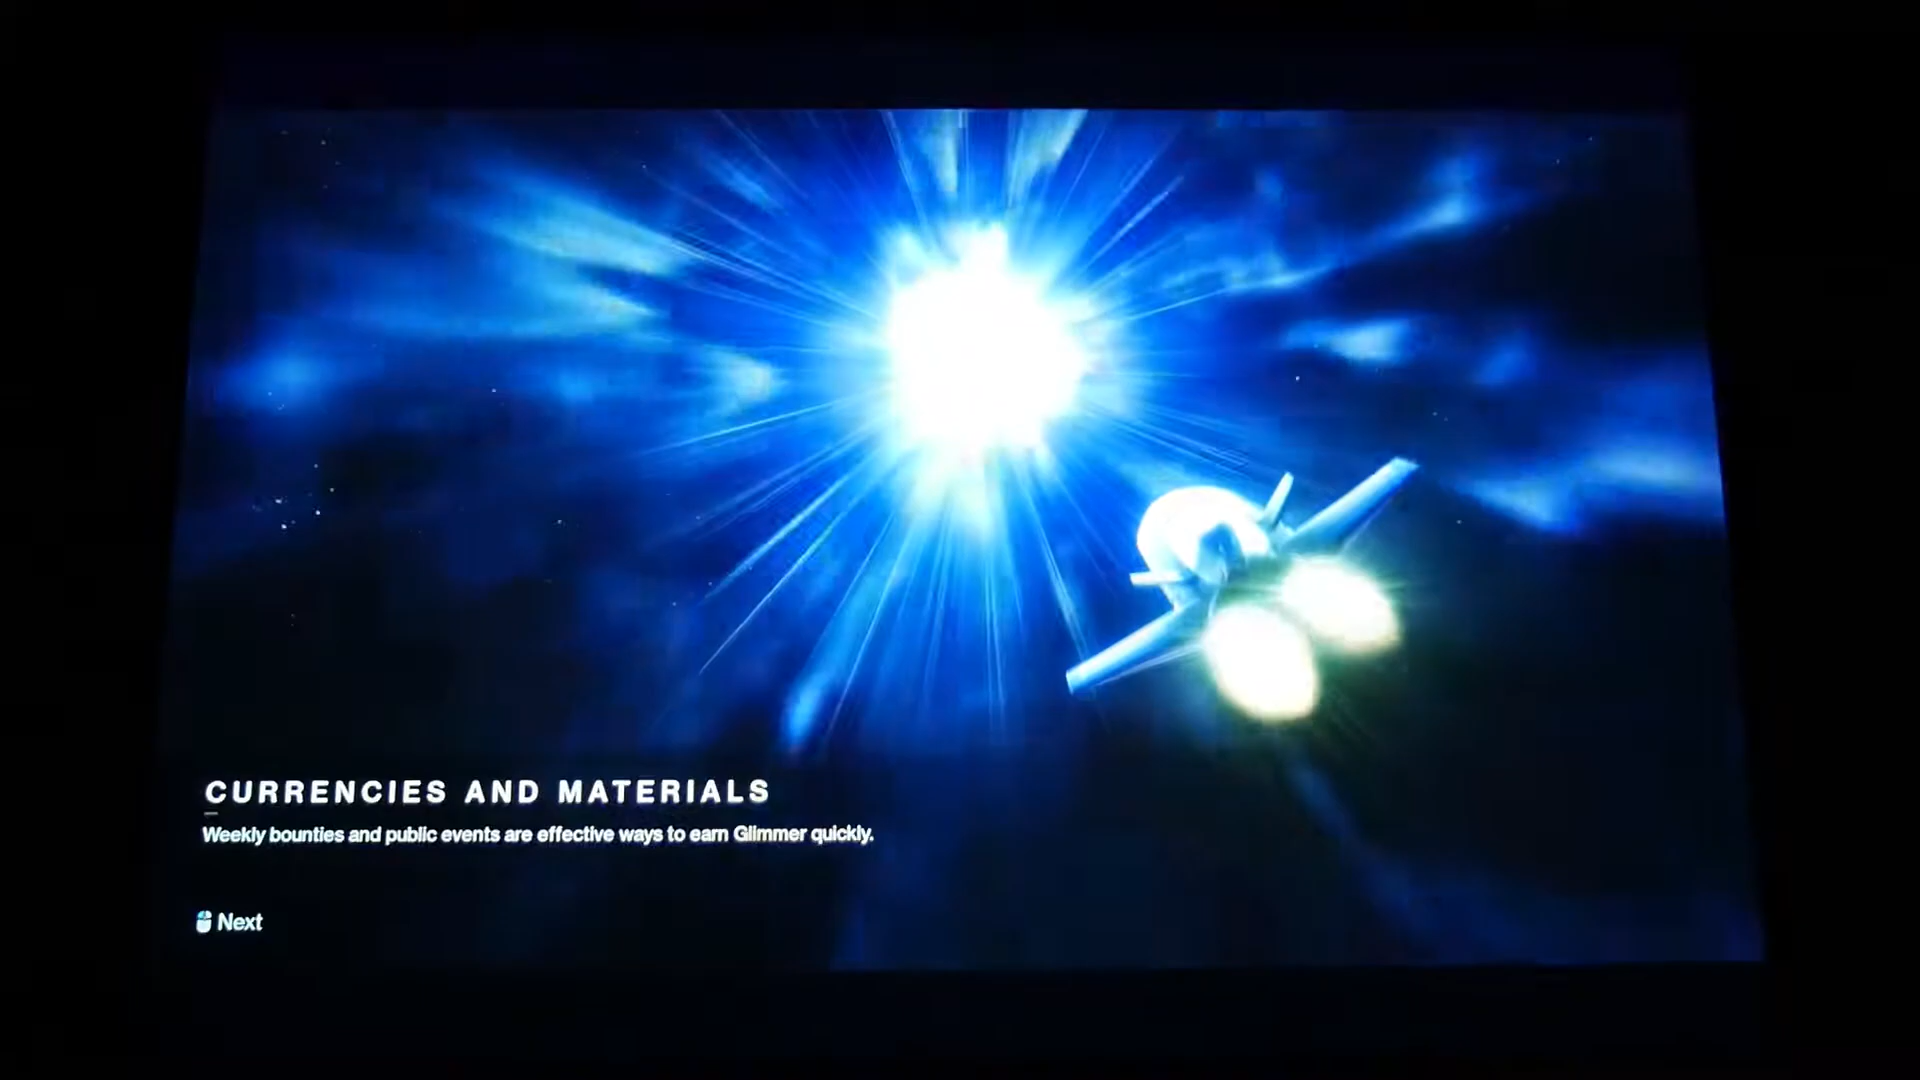 CURRENCIES AND MATERIALS
Weekly bounties and public events are effective ways to earn Glimmer quickly.
Next